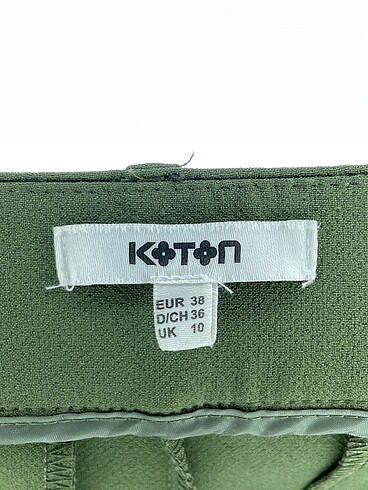 KOTON
EUR 38
D/CH 36
UK 10